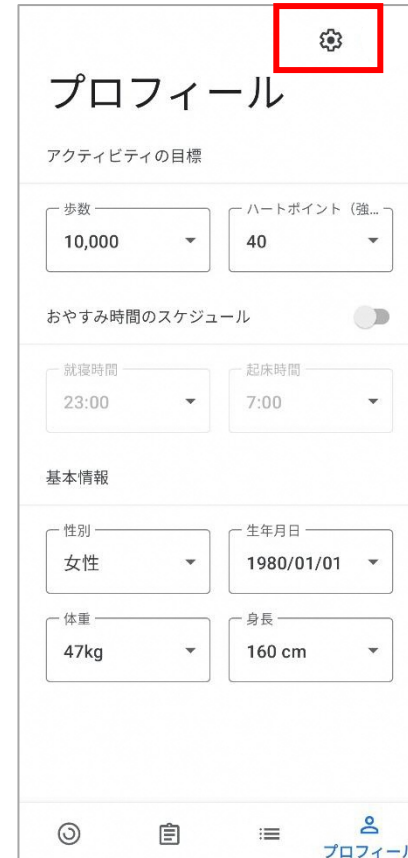 プロフィール
アクティビティの目標
歩数 ハートポイント（強...
10,000 40
おやすみ時間のスケジュール
就寝時間 起床時間
23:00 7:00
基本情報
性別 生年月日
女性 1980/01/01
体重 身長
47kg 160 cm
プロフィール